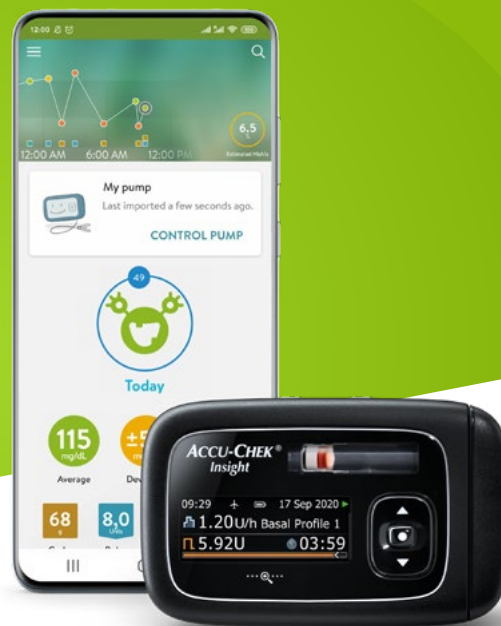 12:00
6.5
12:00 AM 6:00 AM 12:00 PM
My pump
Last imported a few seconds ago.
CONTROL PUMP
49
Today
115
mg/dL
Average
68
g
8,0
ACCU-CHEK®
Insight
09:29 17 Sep 2020
1.20U/h Basal Profile 1
5.92U 03:59